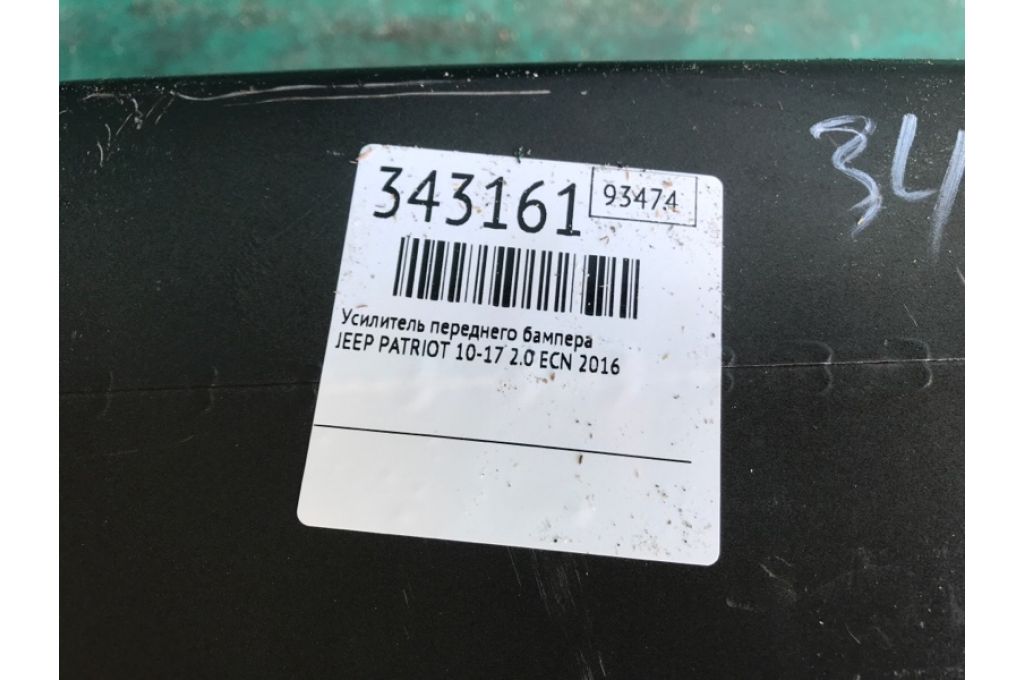 343161 93474
34
Усилитель переднего бампера
JEEP PATRIOT 10-17 2.0 ECN 2016